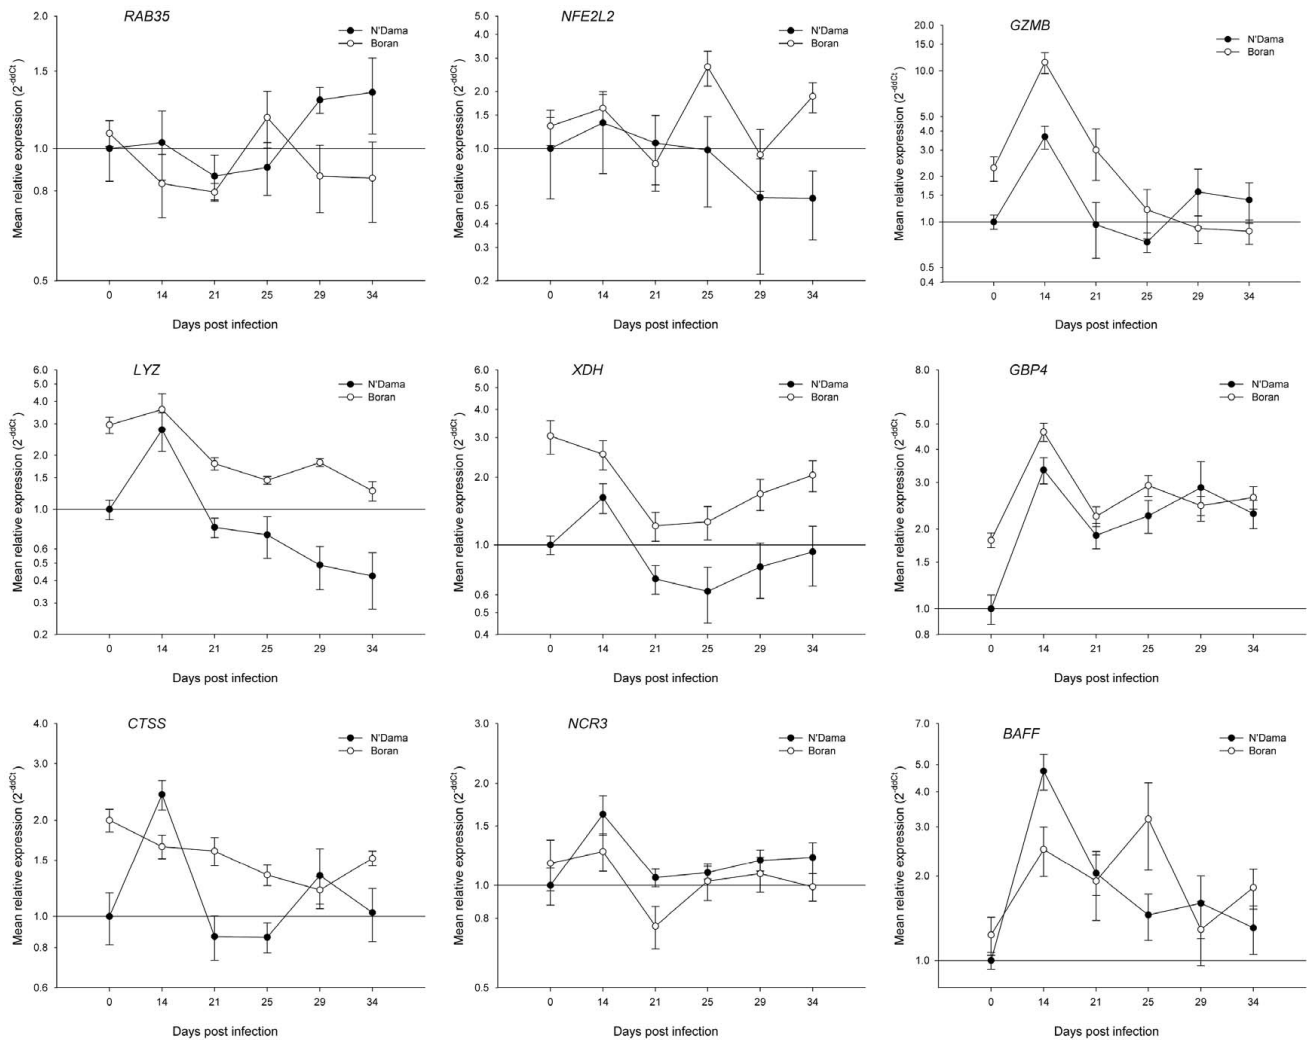 RAB35
Mean relative expression (2^-ddCt)
2.0
1.5
1.0
0.8
0.5
N'Dama
Boran
0 14 21 25 29 34
Days post infection
NFE2L2
Mean relative expression (2^-ddCt)
5.0
4.0
3.0
2.0
1.5
1.0
0.5
0.3
0.2
N'Dama
Boran
0 14 21 25 29 34
Days post infection
GZMB
Mean relative expression (2^-ddCt)
20.0
15.0
10.0
5.0
4.0
3.0
2.0
1.5
1.0
0.5
0.4
N'Dama
Boran
0 14 21 25 29 34
Days post infection
LYZ
Mean relative expression (2^-ddCt)
6.0
5.0
4.0
3.0
2.0
1.5
1.0
0.6
0.5
0.4
0.3
0.2
N'Dama
Boran
0 14 21 25 29 34
Days post infection
XDH
Mean relative expression (2^-ddCt)
6.0
5.0
4.0
3.0
2.0
1.0
0.6
0.5
0.4
N'Dama
Boran
0 14 21 25 29 34
Days post infection
GBP4
Mean relative expression (2^-ddCt)
8.0
5.0
4.0
3.0
2.0
1.5
1.0
0.8
N'Dama
Boran
0 14 21 25 29 34
Days post infection
CTSS
Mean relative expression (2^-ddCt)
4.0
3.0
2.0
1.5
1.0
0.8
0.6
N'Dama
Boran
0 14 21 25 29 34
Days post infection
NCR3
Mean relative expression (2^-ddCt)
3.0
2.0
1.5
1.0
0.8
0.5
N'Dama
Boran
0 14 21 25 29 34
Days post infection
BAFF
Mean relative expression (2^-ddCt)
7.0
5.0
4.0
3.0
2.0
1.0
N'Dama
Boran
0 14 21 25 29 34
Days post infection